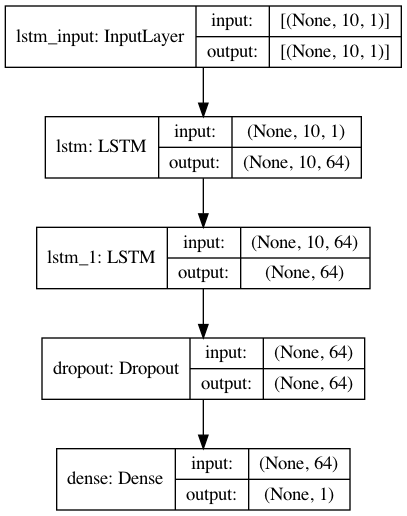 lstm_input: InputLayer
input: [(None, 10, 1)]
output: [(None, 10, 1)]
lstm: LSTM
input: (None, 10, 1)
output: (None, 10, 64)
lstm_1: LSTM
input: (None, 10, 64)
output: (None, 64)
dropout: Dropout
input: (None, 64)
output: (None, 64)
dense: Dense
input: (None, 64)
output: (None, 1)